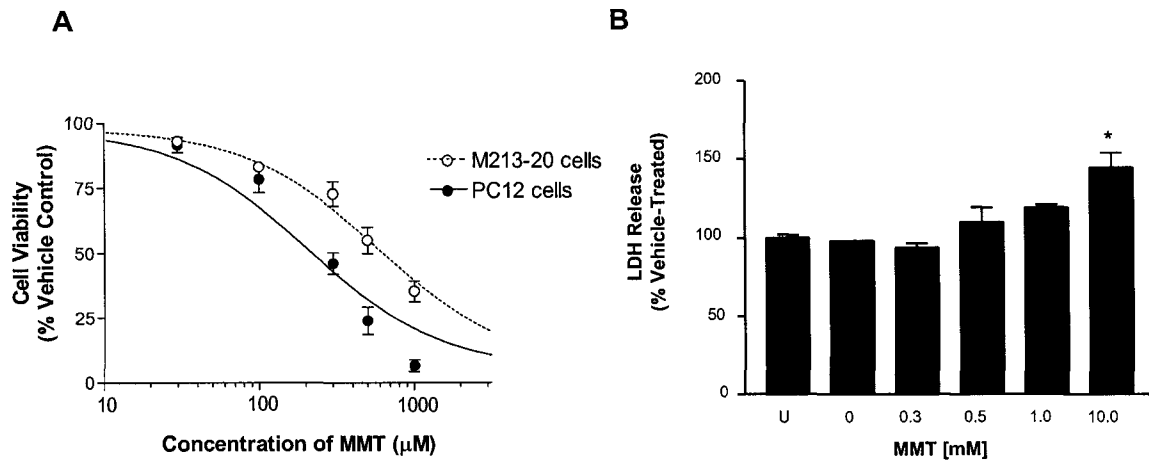 A
B
Cell Viability
(% Vehicle Control)
100
75
50
25
0
10
100
1000
Concentration of MMT (μM)
M213-20 cells
PC12 cells
LDH Release
(% Vehicle-Treated)
200
150
100
50
0
*
U
0
0.3
0.5
1.0
10.0
MMT [mM]